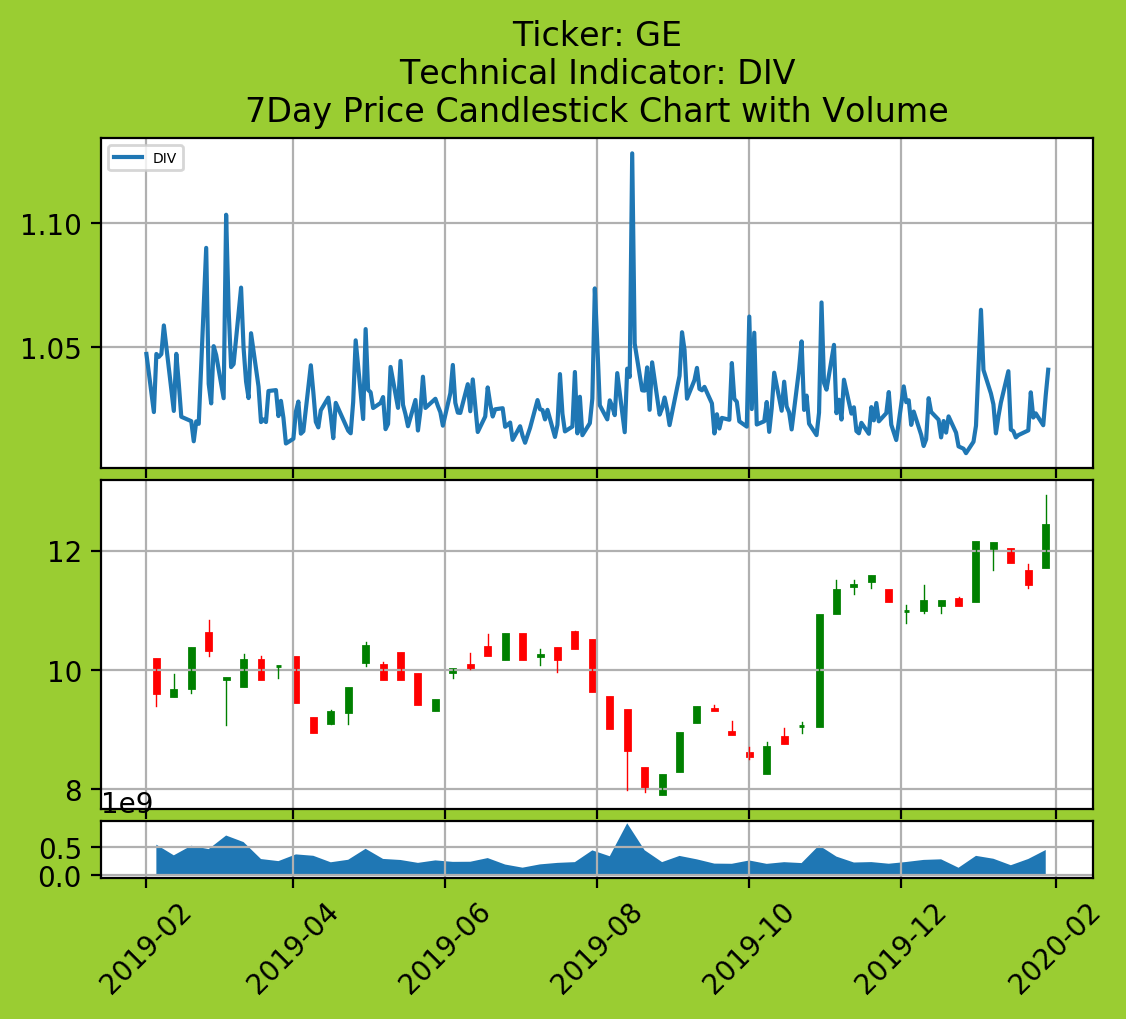 Ticker: GE
Technical Indicator: DIV
7Day Price Candlestick Chart with Volume
DIV
1.10
1.05
12
10
8
1e9
0.5
0.0
2019-02
2019-04
2019-06
2019-08
2019-10
2019-12
2020-02